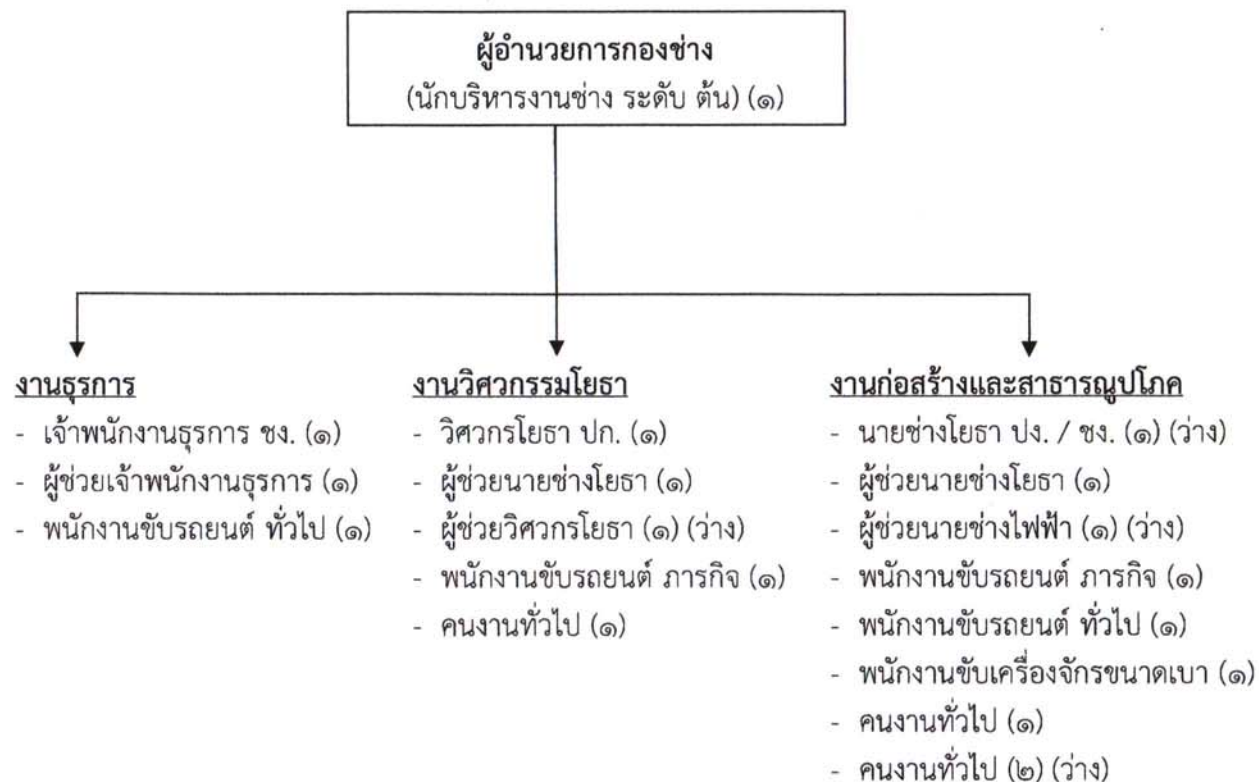 ผู้อำนวยการกองช่าง
(นักบริหารงานช่าง ระดับ ต้น) (๑)
งานธุรการ
- เจ้าพนักงานธุรการ ชง. (๑)
- ผู้ช่วยเจ้าพนักงานธุรการ (๑)
- พนักงานขับรถยนต์ ทั่วไป (๑)
งานวิศวกรรมโยธา
- วิศวกรโยธา ปก. (๑)
- ผู้ช่วยนายช่างโยธา (๑)
- ผู้ช่วยวิศวกรโยธา (๑) (ว่าง)
- พนักงานขับรถยนต์ ภารกิจ (๑)
- คนงานทั่วไป (๑)
งานก่อสร้างและสาธารณูปโภค
- นายช่างโยธา ปง. / ชง. (๑) (ว่าง)
- ผู้ช่วยนายช่างโยธา (๑)
- ผู้ช่วยนายช่างไฟฟ้า (๑) (ว่าง)
- พนักงานขับรถยนต์ ภารกิจ (๑)
- พนักงานขับรถยนต์ ทั่วไป (๑)
- พนักงานขับเครื่องจักรขนาดเบา (๑)
- คนงานทั่วไป (๑)
- คนงานทั่วไป (๒) (ว่าง)